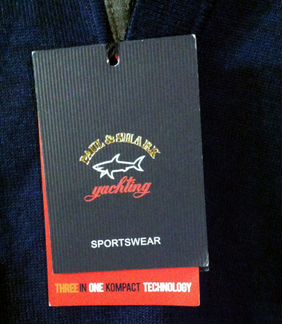 PAUL & SHARK
yachting
SPORTSWEAR
THREE IN ONE KOMPACT TECHNOLOGY